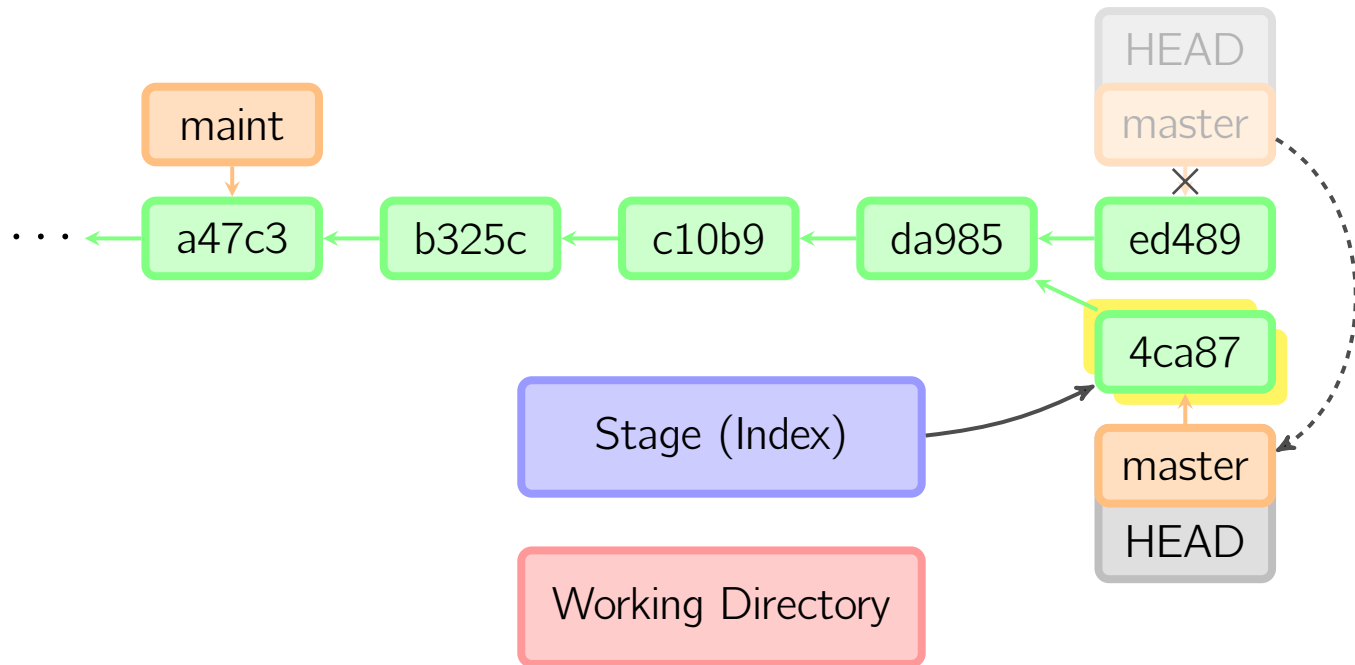 HEAD
maint
master
··· a47c3 b325c c10b9 da985 ed489
4ca87
Stage (Index)
master
HEAD
Working Directory